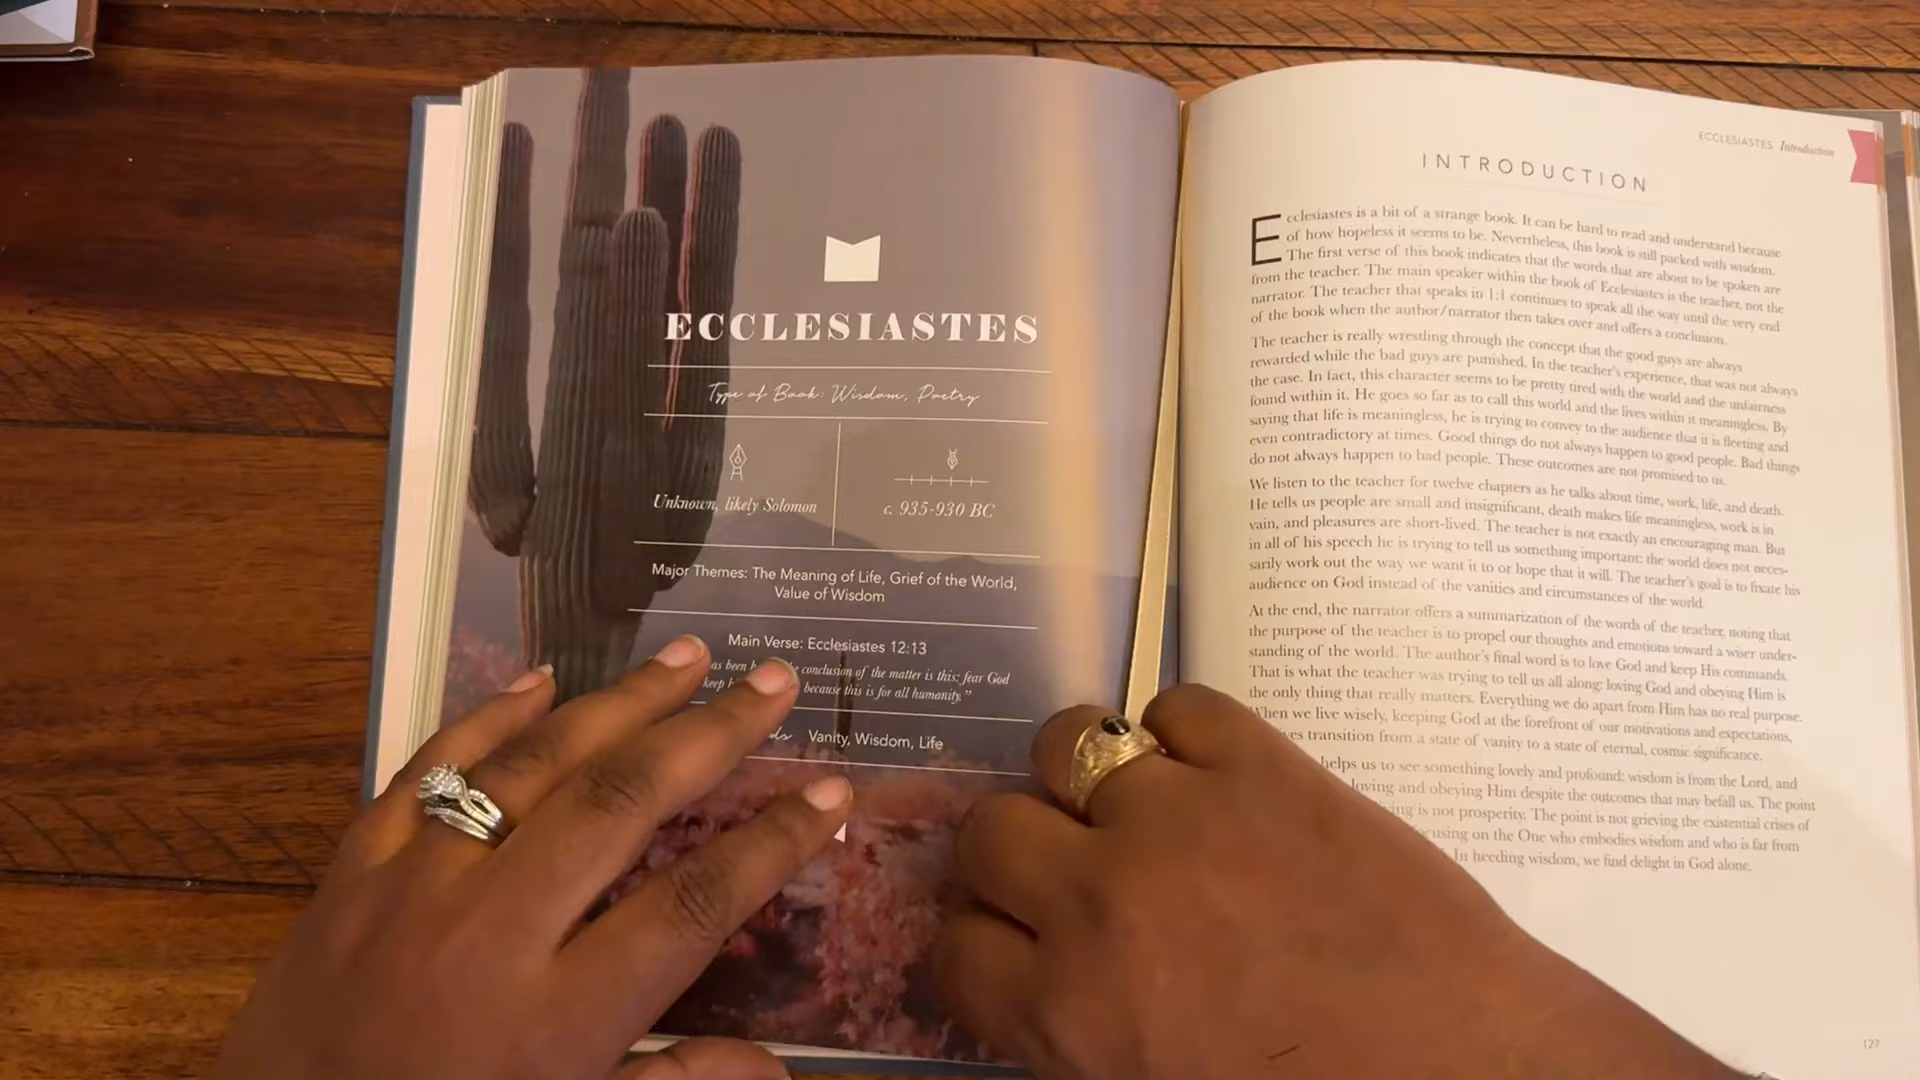 ECCLESIASTES
Type of Book: Wisdom, Poetry
Unknown, likely Solomon
c. 935-930 BC
Major Themes: The Meaning of Life, Grief of the World,
Value of Wisdom
Main Verse: Ecclesiastes 12:13
as been conclusion of the matter is this: fear God
keep because this is for all humanity."
Vanity, Wisdom, Life
ECCLESIASTES Introduction
INTRODUCTION
Ecclesiastes is a bit of a strange book. It can be hard to read and understand because
of how hopeless it seems to be. Nevertheless, this book is still packed with wisdom.
The first verse of this book indicates that the words that are about to be spoken are
from the teacher. The main speaker within the book of Ecclesiastes is the teacher, not the
narrator. The teacher that speaks in 1:1 continues to speak all the way until the very end
of the book when the author/narrator then takes over and offers a conclusion.
The teacher is really wrestling through the concept that the good guys are always
rewarded while the bad guys are punished. In the teacher's experience, that was not always
the case. In fact, this character seems to be pretty tired with the world and the unfairness
found within it. He goes so far as to call this world and the lives within it meaningless. By
saying that life is meaningless, he is trying to convey to the audience that it is fleeting and
even contradictory at times. Good things do not always happen to good people. Bad things
do not always happen to bad people. These outcomes are not promised to us.
We listen to the teacher for twelve chapters as he talks about time, work, life, and death.
He tells us people are small and insignificant, death makes life meaningless, work is in
vain, and pleasures are short-lived. The teacher is not exactly an encouraging man. But
in all of his speech he is trying to tell us something important: the world does not neces-
sarily work out the way we want it to or hope that it will. The teacher's goal is to fixate his
audience on God instead of the vanities and circumstances of the world.
At the end, the narrator offers a summarization of the words of the teacher, noting that
the purpose of the teacher is to propel our thoughts and emotions toward a wiser under-
standing of the world. The author's final word is to love God and keep His commands.
That is what the teacher was trying to tell us all along: loving God and obeying Him is
the only thing that really matters. Everything we do apart from Him has no real purpose.
When we live wisely, keeping God at the forefront of our motivations and expectations,
transition from a state of vanity to a state of eternal, cosmic significance.
helps us to see something lovely and profound: wisdom is from the Lord, and
loving and obeying Him despite the outcomes that may befall us. The point
is not prosperity. The point is not grieving the existential crises of
on the One who embodies wisdom and who is far from
In heeding wisdom, we find delight in God alone.
127